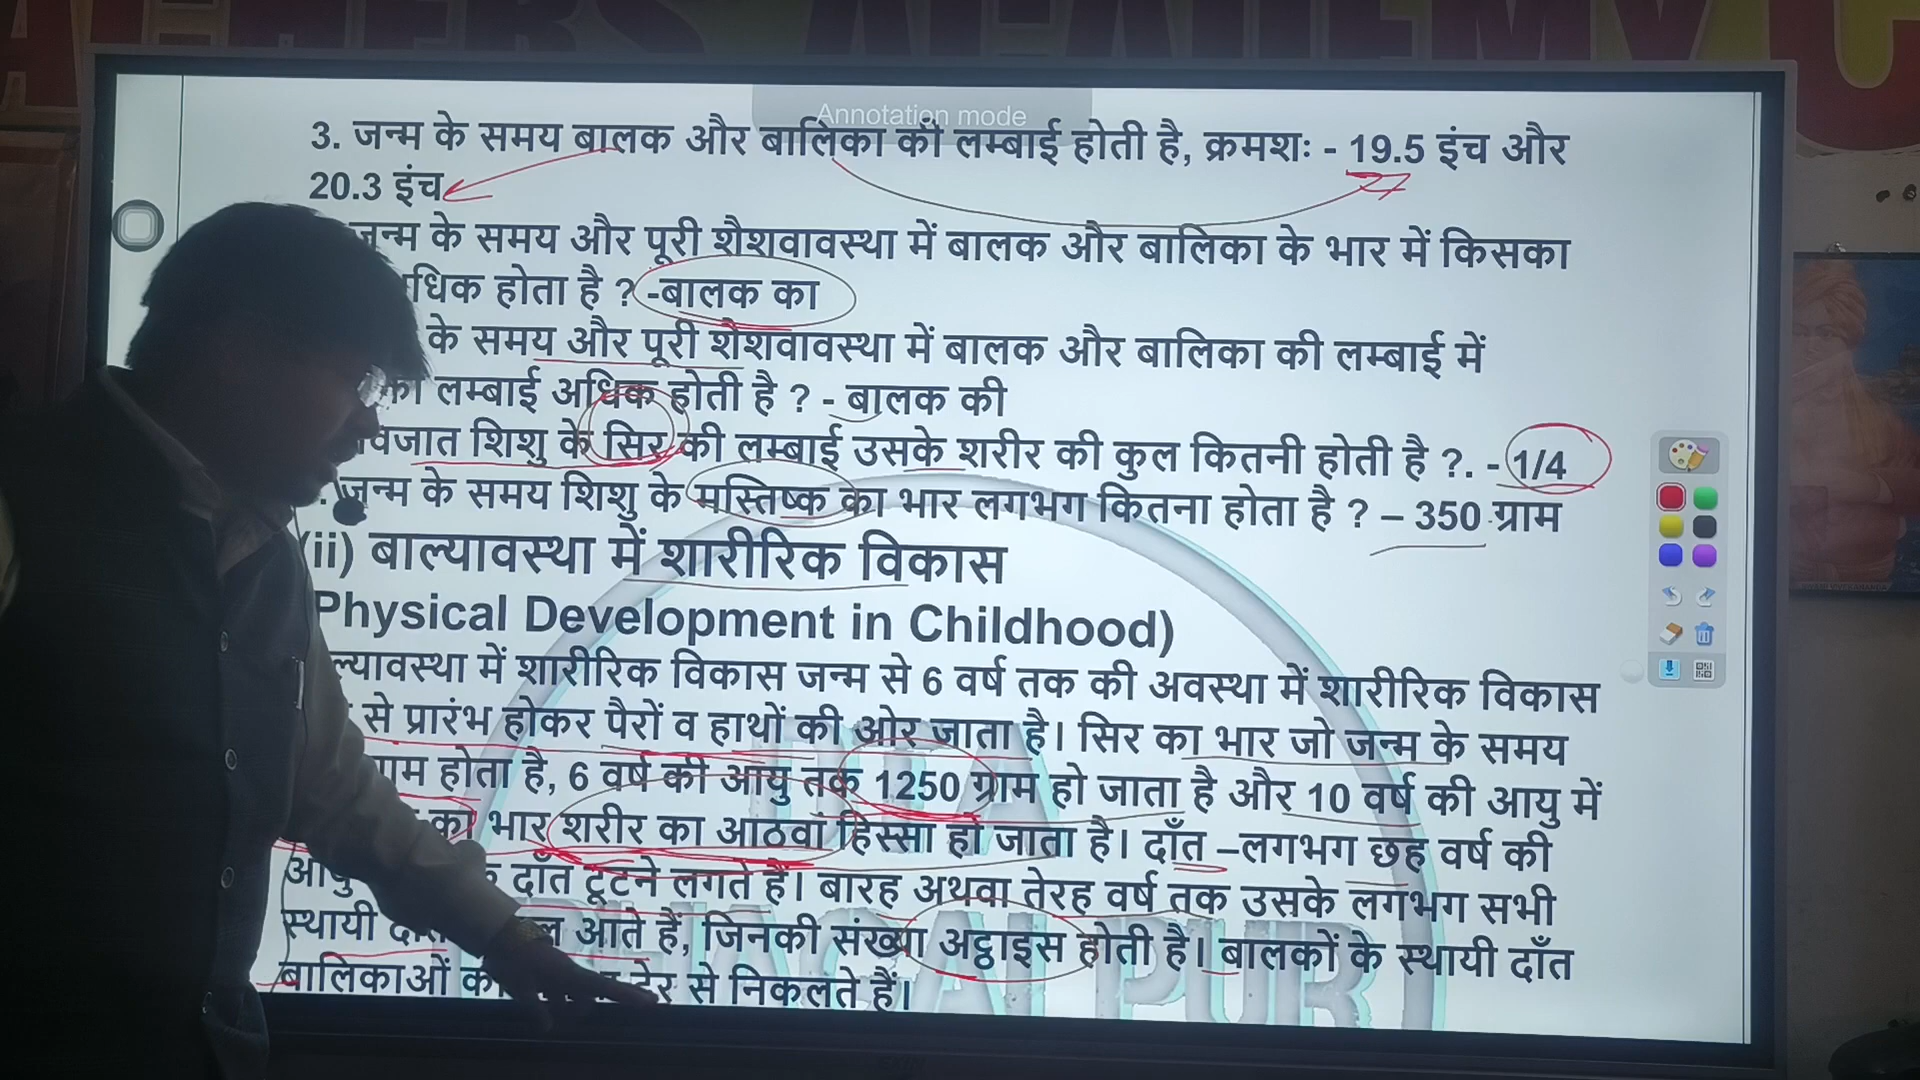 ACADEMY
Annotation mode
3. जन्म के समय बालक और बालिका की लम्बाई होती है, क्रमशः - 19.5 इंच और
20.3 इंच
जन्म के समय और पूरी शैशवावस्था में बालक और बालिका के भार में किसका
होता है ? -बालक का
के समय और पूरी शैशवावस्था में बालक और बालिका की लम्बाई में
लम्बाई अधिक होती है ? - बालक की
शिशु के सिर की लम्बाई उसके शरीर की कुल कितनी होती है ?. - 1/4
जन्म के समय शिशु के मस्तिष्क का भार लगभग कितना होता है ? – 350 ग्राम
(ii) बाल्यावस्था में शारीरिक विकास
Physical Development in Childhood)
में शारीरिक विकास जन्म से 6 वर्ष तक की अवस्था में शारीरिक विकास
से प्रारंभ होकर पैरों व हाथों की ओर जाता है। सिर का भार जो जन्म के समय
होता है, 6 वर्ष की आयु तक 1250 ग्राम हो जाता है और 10 वर्ष की आयु में
भार शरीर का आठवां हिस्सा हो जाता है। दाँत –लगभग छह वर्ष की
दाँत टूटने लगते हैं। बारह अथवा तेरह वर्ष तक उसके लगभग सभी
स्थायी आते हैं, जिनकी संख्या अट्ठाइस होती है। बालकों के स्थायी दाँत
बालिकाओं से निकलते हैं।